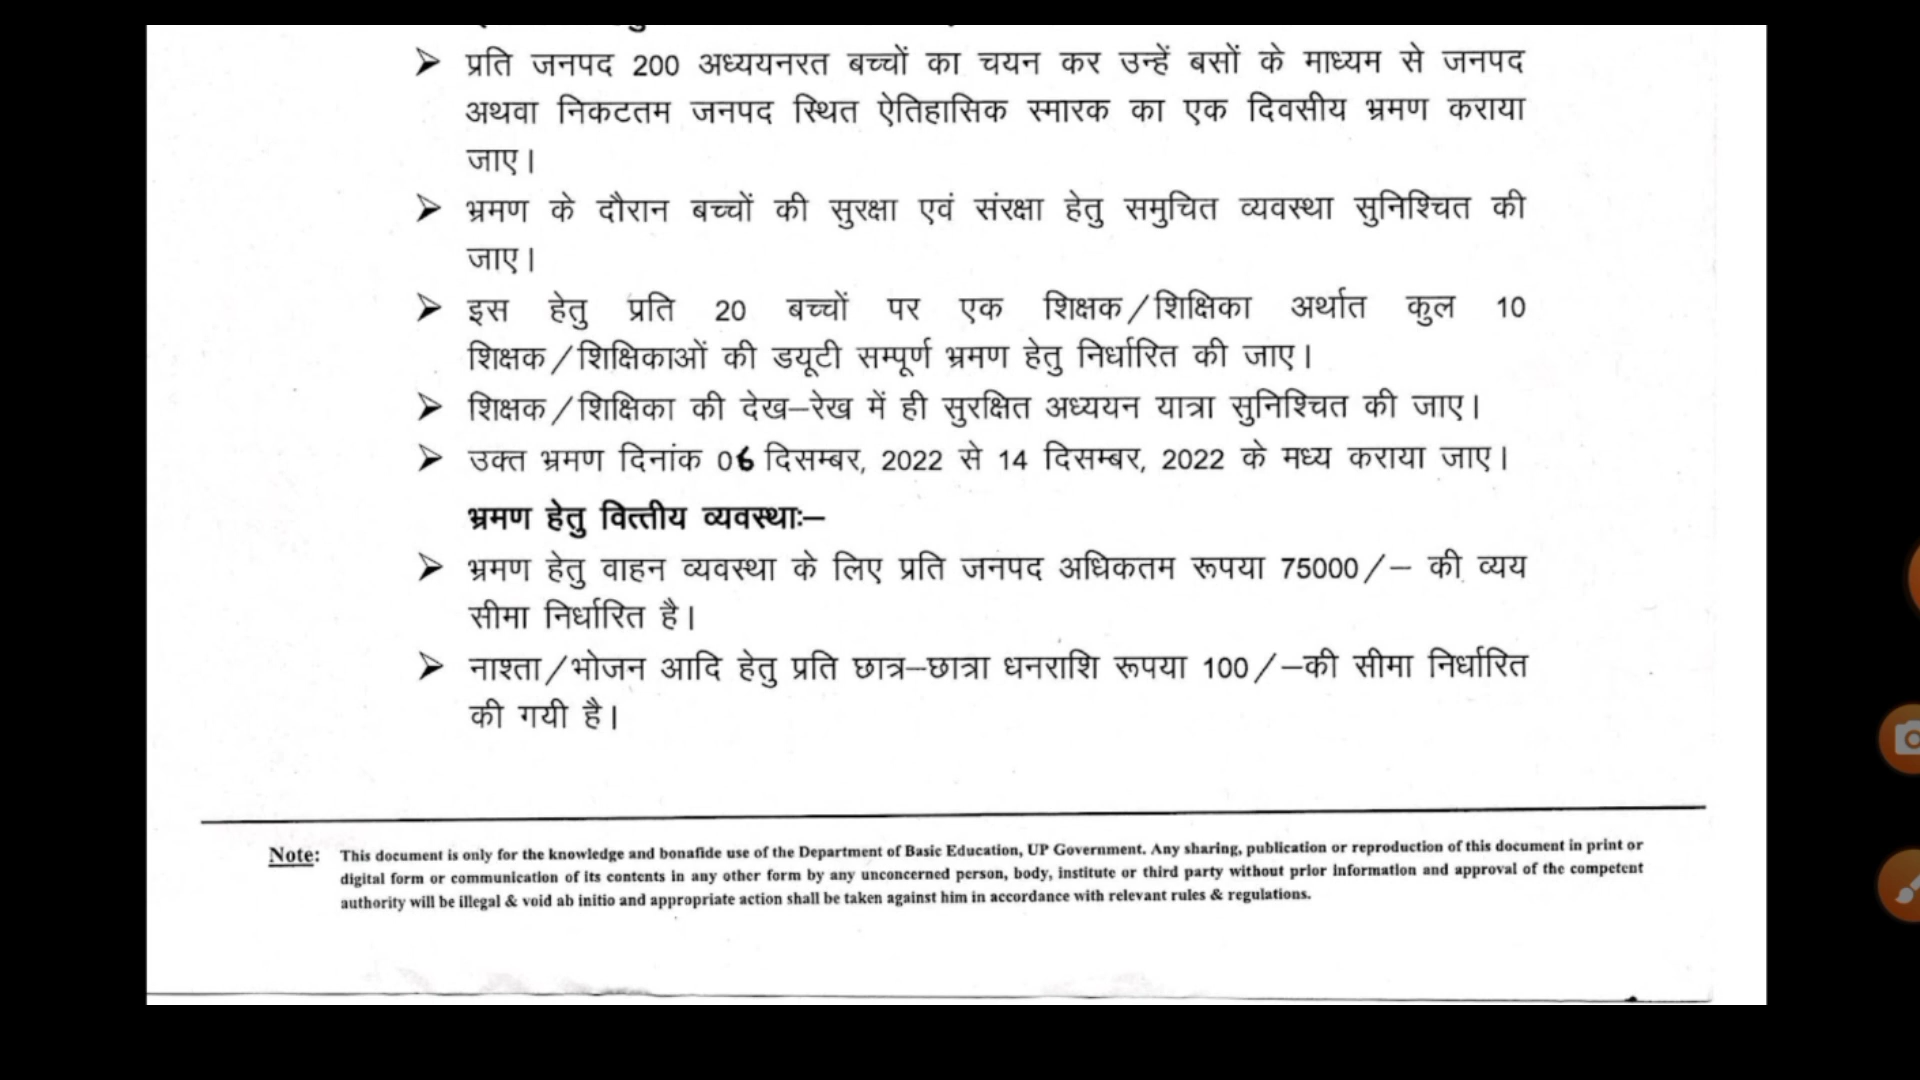 ➤ प्रति जनपद 200 अध्ययनरत बच्चों का चयन कर उन्हें बसों के माध्यम से जनपद
अथवा निकटतम जनपद स्थित ऐतिहासिक स्मारक का एक दिवसीय भ्रमण कराया
जाए।
➤ भ्रमण के दौरान बच्चों की सुरक्षा एवं संरक्षा हेतु समुचित व्यवस्था सुनिश्चित की
जाए।
➤ इस हेतु प्रति 20 बच्चों पर एक शिक्षक/शिक्षिका अर्थात कुल 10
शिक्षक/शिक्षिकाओं की डयूटी सम्पूर्ण भ्रमण हेतु निर्धारित की जाए।
➤ शिक्षक/शिक्षिका की देख–रेख में ही सुरक्षित अध्ययन यात्रा सुनिश्चित की जाए।
➤ उक्त भ्रमण दिनांक 06 दिसम्बर, 2022 से 14 दिसम्बर, 2022 के मध्य कराया जाए।
भ्रमण हेतु वित्तीय व्यवस्थाः–
➤ भ्रमण हेतु वाहन व्यवस्था के लिए प्रति जनपद अधिकतम रूपया 75000/– की व्यय
सीमा निर्धारित है।
➤ नाश्ता/भोजन आदि हेतु प्रति छात्र–छात्रा धनराशि रूपया 100/–की सीमा निर्धारित
की गयी है।
Note: This document is only for the knowledge and bonafide use of the Department of Basic Education, UP Government. Any sharing, publication or reproduction of this document in print or
digital form or communication of its contents in any other form by any unconcerned person, body, institute or third party without prior information and approval of the competent
authority will be illegal & void ab initio and appropriate action shall be taken against him in accordance with relevant rules & regulations.